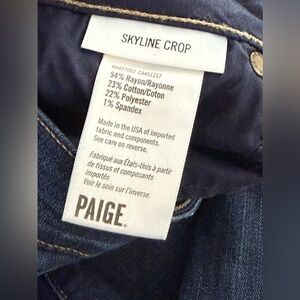 SKYLINE CROP
54% Rayon/Rayonne
23% Cotton/Coton
22% Polyester
1% Spandex
Made in the USA of imported
fabric and components.
See care on reverse.
Fabriqué aux États-Unis à partir
de tissus et composants
importés
Voir le soin sur l'inverse.
PAIGE